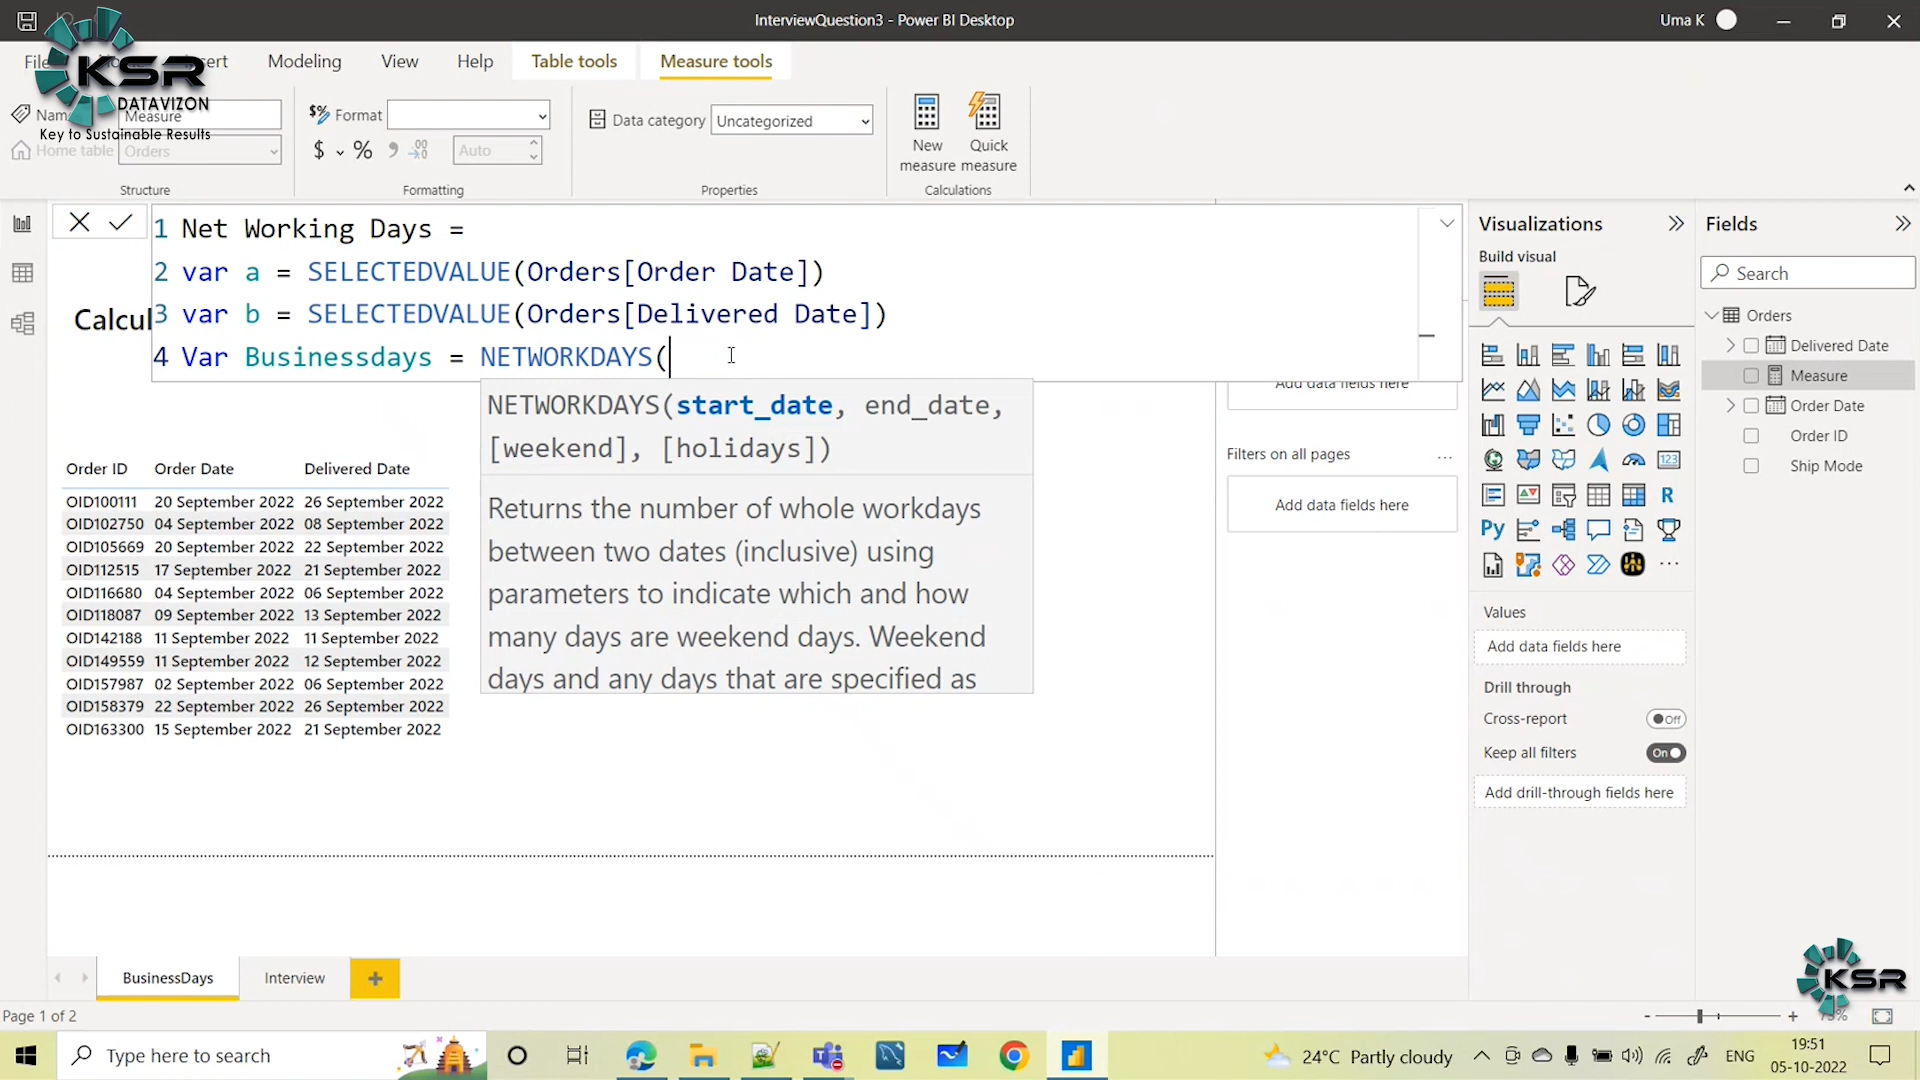 InterviewQuestion3 - Power BI Desktop
Uma K
Insert
Modeling
View
Help
Table tools
Measure tools
KSR
DATAVIZON
Key to Sustainable Results
Measure
Home table
Orders
Structure
Format
$ % 
Auto
Formatting
Data category
Uncategorized
Properties
New measure
Quick measure
Calculations
1 Net Working Days =
2 var a = SELECTEDVALUE(Orders[Order Date])
3 var b = SELECTEDVALUE(Orders[Delivered Date])
4 Var Businessdays = NETWORKDAYS(
NETWORKDAYS(start_date, end_date,
[weekend], [holidays])
Returns the number of whole workdays
between two dates (inclusive) using
parameters to indicate which and how
many days are weekend days. Weekend
days and any days that are specified as
Order ID Order Date Delivered Date
OID100111 20 September 2022 26 September 2022
OID102750 04 September 2022 08 September 2022
OID105669 20 September 2022 22 September 2022
OID112515 17 September 2022 21 September 2022
OID116680 04 September 2022 06 September 2022
OID118087 09 September 2022 13 September 2022
OID142188 11 September 2022 11 September 2022
OID149559 11 September 2022 12 September 2022
OID157987 02 September 2022 06 September 2022
OID158379 22 September 2022 26 September 2022
OID163300 15 September 2022 21 September 2022
Add data fields here
Filters on all pages
...
Add data fields here
Visualizations
Build visual
123
R
Py
...
Values
Add data fields here
Drill through
Cross-report
Off
Keep all filters
On
Add drill-through fields here
Fields
Search
Orders
Delivered Date
Measure
Order Date
Order ID
Ship Mode
KSR
BusinessDays
Interview
+
Page 1 of 2
- +
Type here to search
24°C Partly cloudy
ENG
19:51
05-10-2022